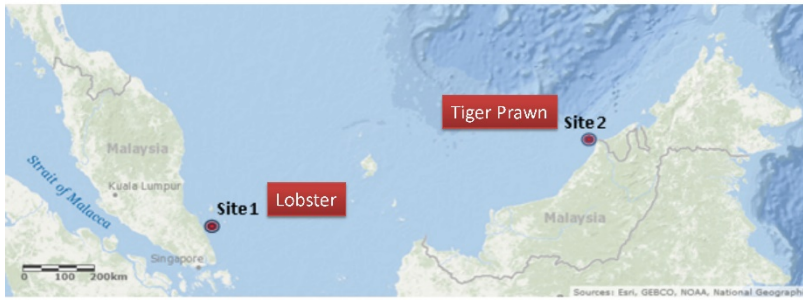 Tiger Prawn
Site 2
Malaysia
Strait of Malacca
Kuala Lumpur
Site 1
Lobster
Malaysia
Singapore
0 100 200km
Sources: Esri, GEBCO, NOAA, National Geograph